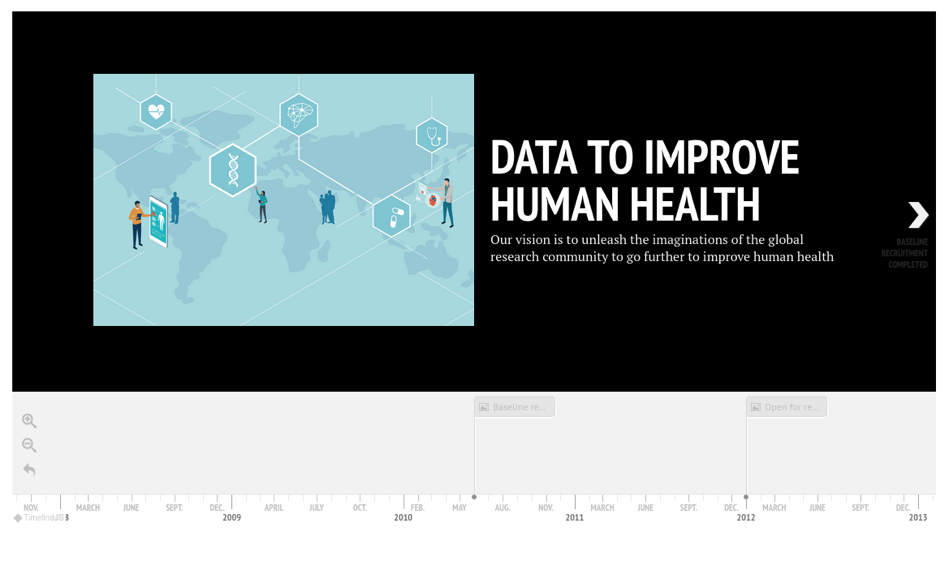 DATA TO IMPROVE
HUMAN HEALTH
Our vision is to unleash the imaginations of the global
research community to go further to improve human health
BASELINE
RECRUITMENT
COMPLETED
Baseline re...
Open for re...
NOV. MARCH JUNE SEPT. DEC. APRIL JULY OCT. FEB. MAY AUG. NOV. MARCH JUNE SEPT. DEC. MARCH JUNE SEPT. DEC.
2009 2010 2011 2012 2013